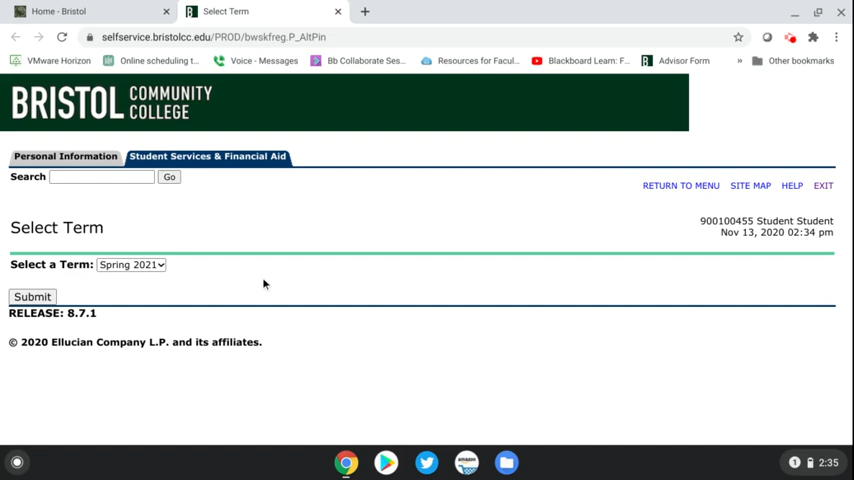 Home - Bristol
Select Term
selfservice.bristolcc.edu/PROD/bwskfreg.P_AltPin
VMware Horizon
Online scheduling t...
Voice - Messages
Bb Collaborate Ses...
Resources for Facul...
Blackboard Learn: F...
Advisor Form
»
Other bookmarks
BRISTOL COMMUNITY COLLEGE
Personal Information
Student Services & Financial Aid
Search
Go
RETURN TO MENU SITE MAP HELP EXIT
Select Term
900100455 Student Student
Nov 13, 2020 02:34 pm
Select a Term: Spring 2021
Submit
RELEASE: 8.7.1
© 2020 Ellucian Company L.P. and its affiliates.
1
2:35